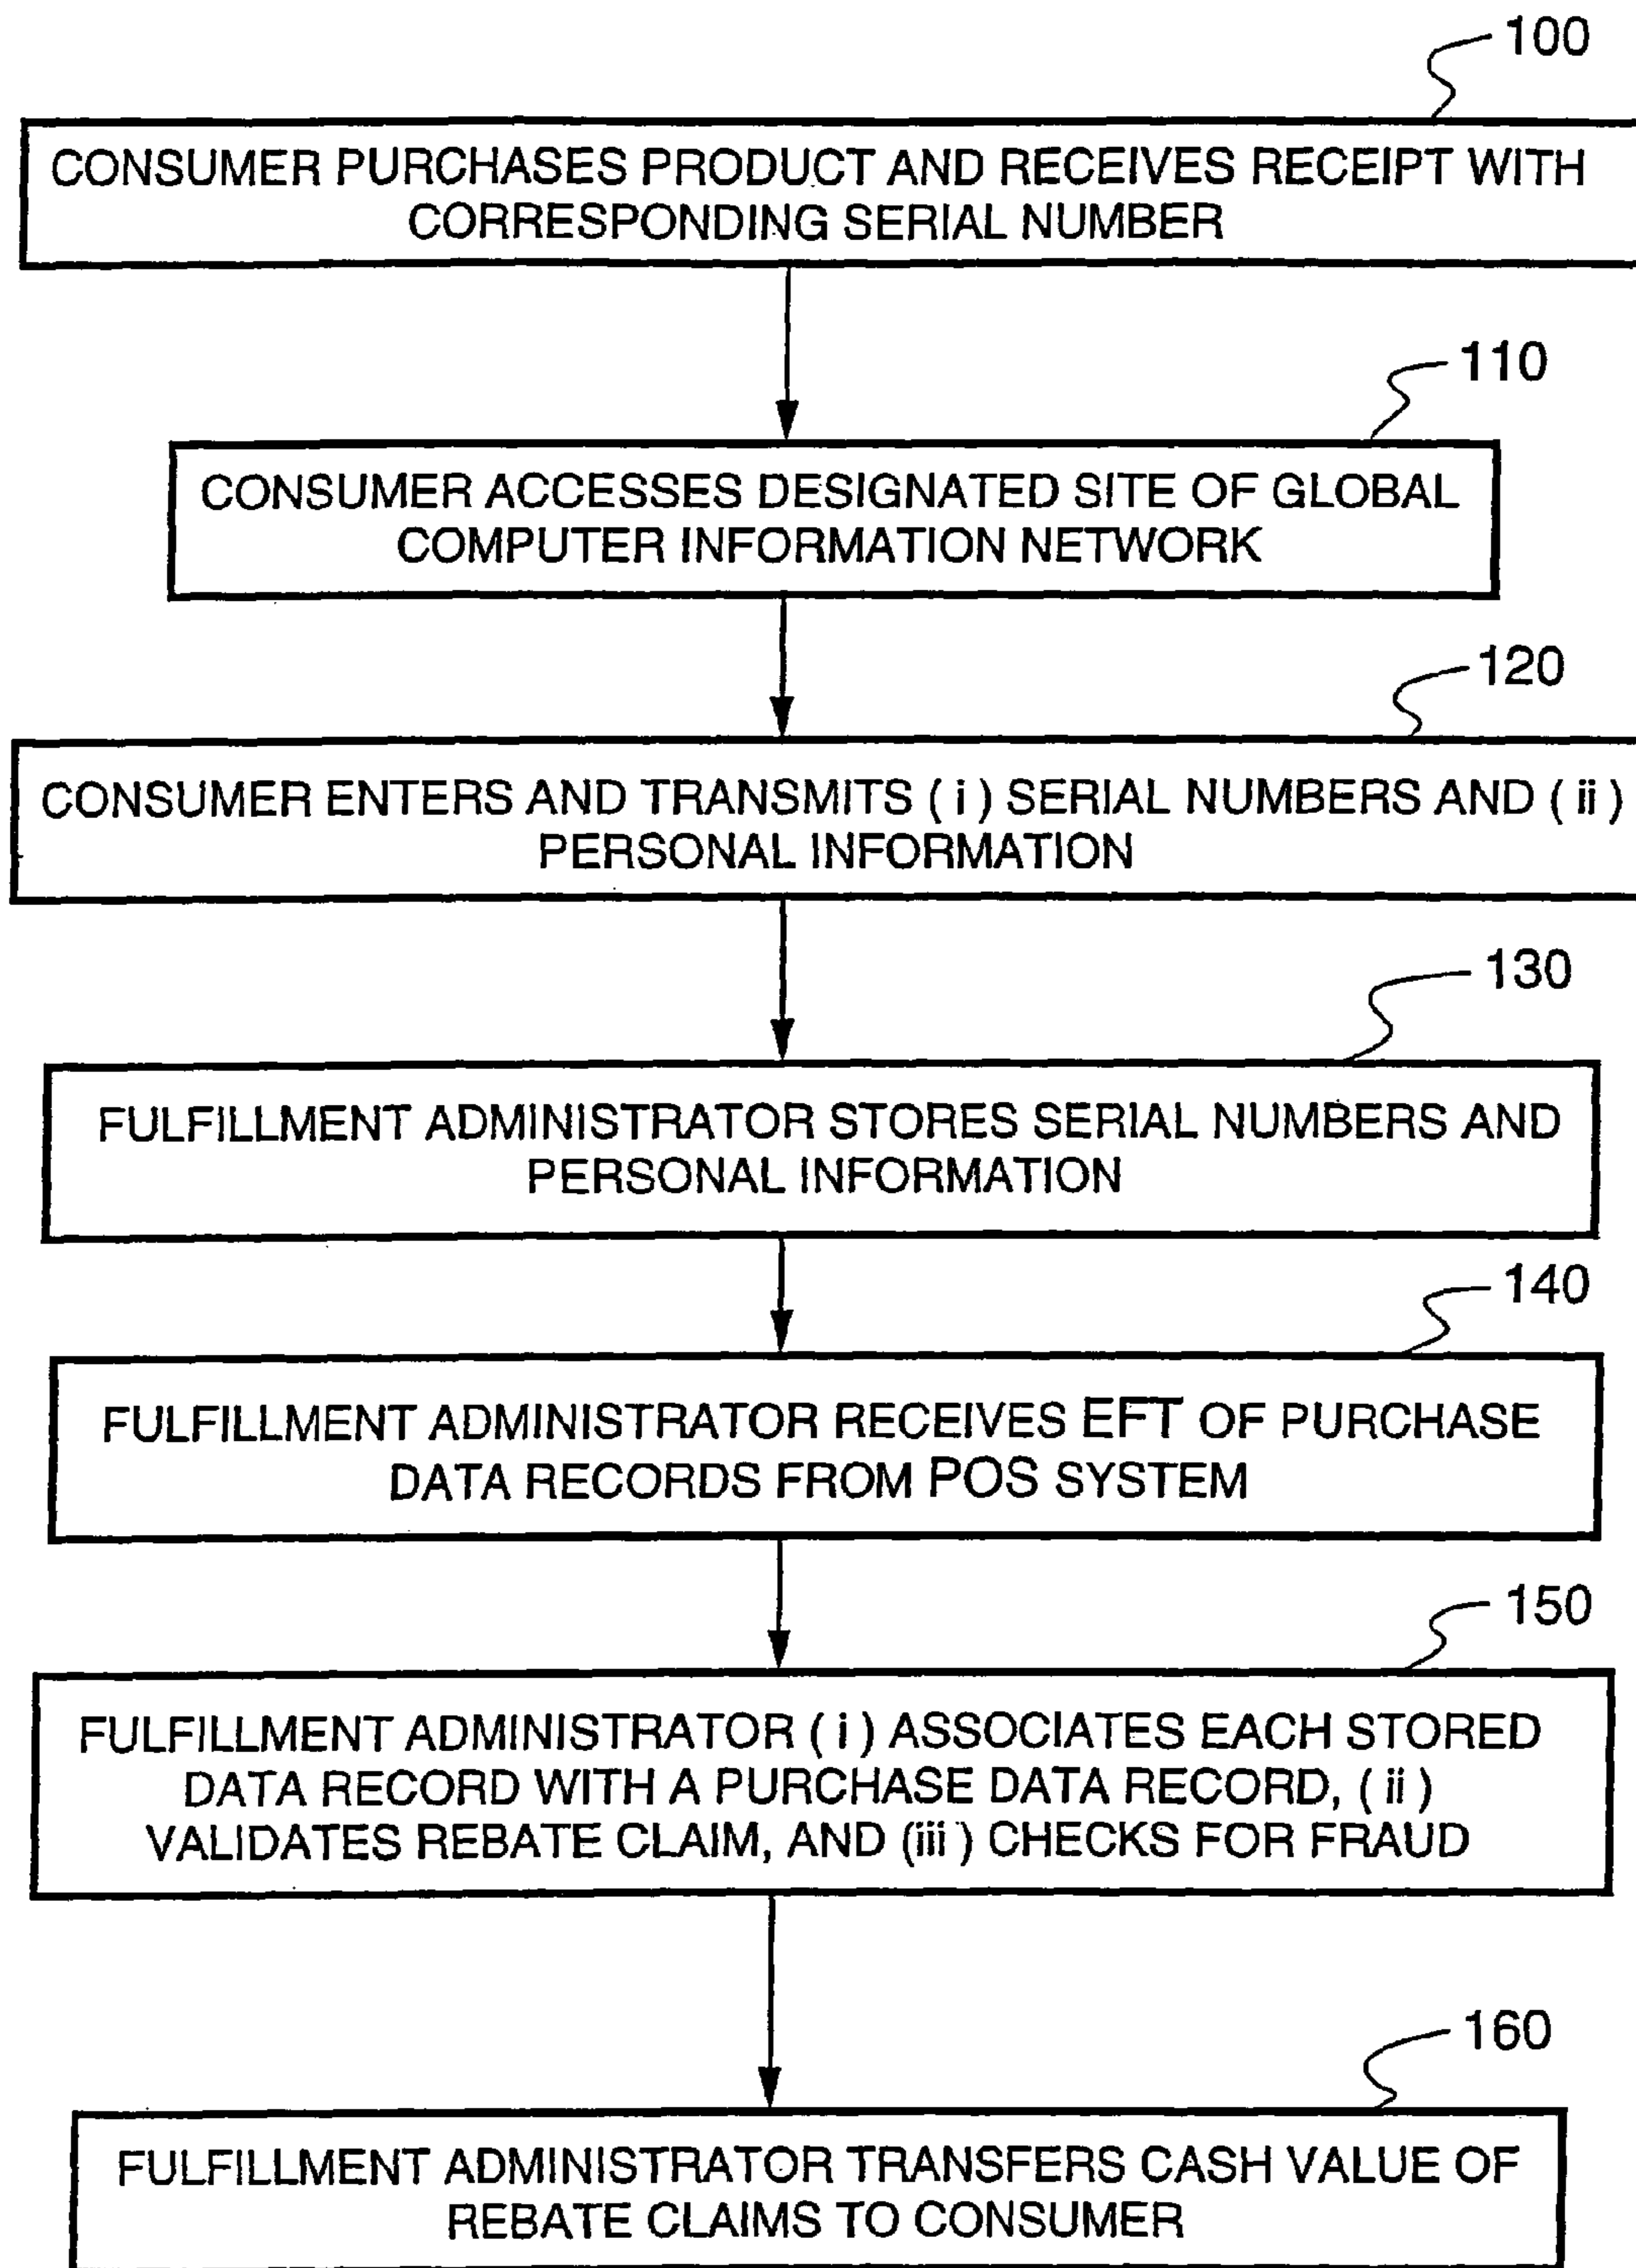 100
CONSUMER PURCHASES PRODUCT AND RECEIVES RECEIPT WITH
CORRESPONDING SERIAL NUMBER
110
CONSUMER ACCESSES DESIGNATED SITE OF GLOBAL
COMPUTER INFORMATION NETWORK
120
CONSUMER ENTERS AND TRANSMITS ( i ) SERIAL NUMBERS AND ( ii )
PERSONAL INFORMATION
130
FULFILLMENT ADMINISTRATOR STORES SERIAL NUMBERS AND
PERSONAL INFORMATION
140
FULFILLMENT ADMINISTRATOR RECEIVES EFT OF PURCHASE
DATA RECORDS FROM POS SYSTEM
150
FULFILLMENT ADMINISTRATOR ( i ) ASSOCIATES EACH STORED
DATA RECORD WITH A PURCHASE DATA RECORD, ( ii )
VALIDATES REBATE CLAIM, AND (iii ) CHECKS FOR FRAUD
160
FULFILLMENT ADMINISTRATOR TRANSFERS CASH VALUE OF
REBATE CLAIMS TO CONSUMER